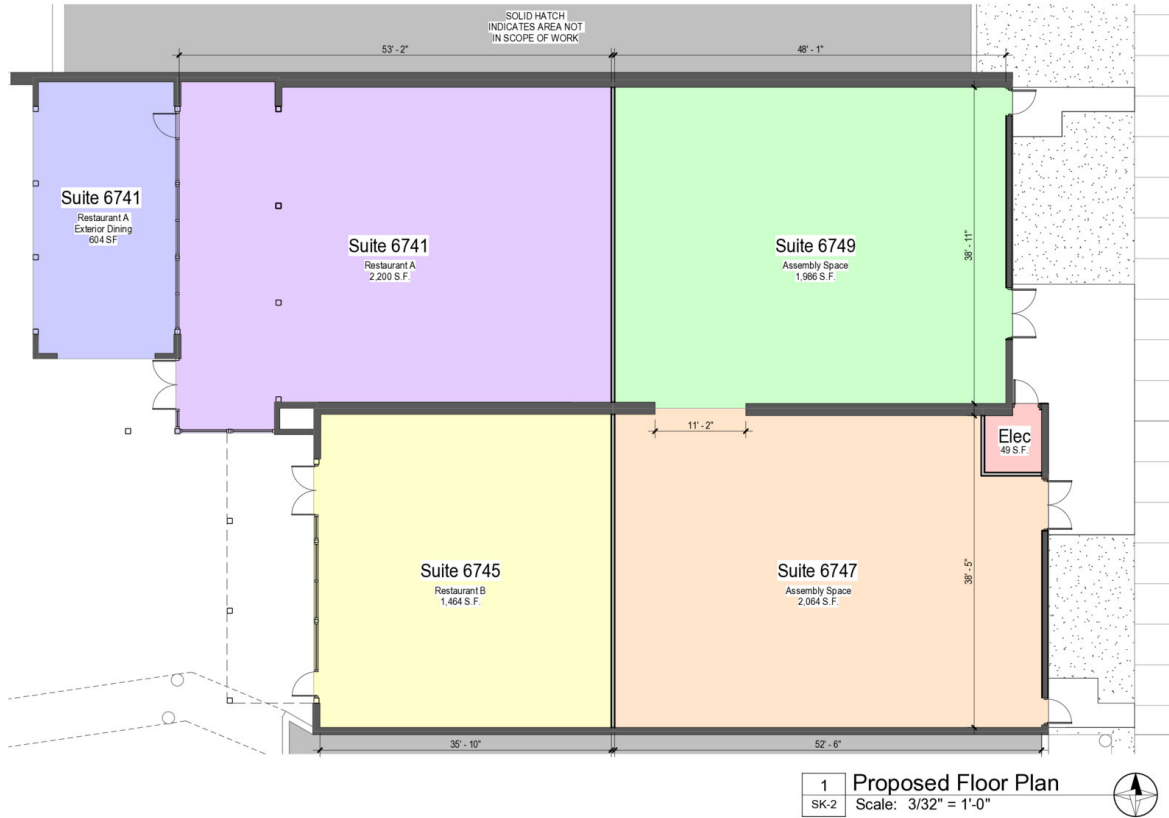 SOLID HATCH
INDICATES AREA NOT
IN SCOPE OF WORK
53' - 2"
48' - 1"
Suite 6741
Restaurant A
Exterior Dining
604 SF
Suite 6741
Restaurant A
2,200 S.F.
Suite 6749
Assembly Space
1,986 S.F.
38' - 11"
11' - 2"
Elec
49 S.F.
Suite 6745
Restaurant B
1,464 S.F.
Suite 6747
Assembly Space
2,064 S.F.
38' - 5"
35' - 10"
52' - 6"
1
Proposed Floor Plan
SK-2
Scale: 3/32" = 1'-0"